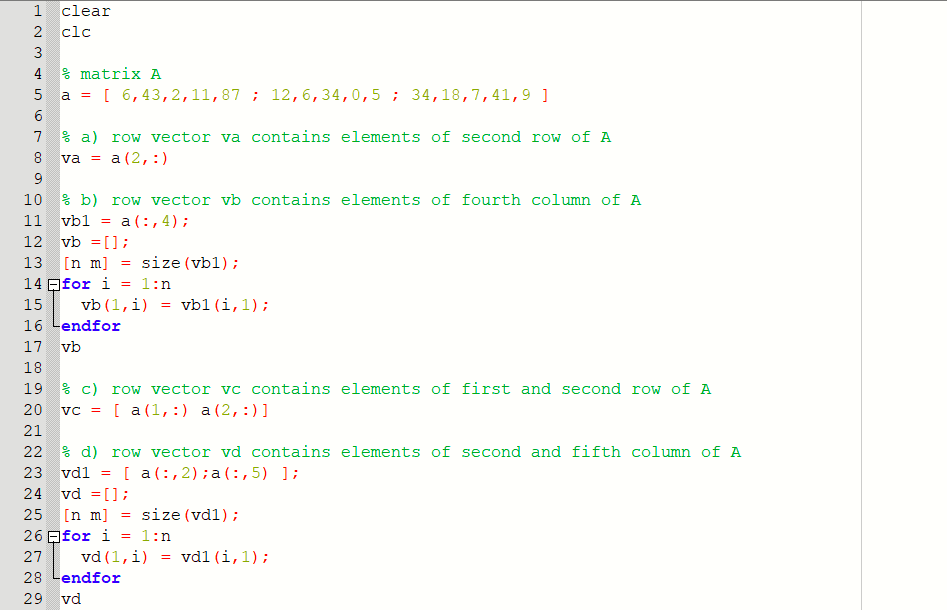 1 clear
2 clc
3
4 % matrix A
5 a = [ 6,43,2,11,87 ; 12,6,34,0,5 ; 34,18,7,41,9 ]
6
7 % a) row vector va contains elements of second row of A
8 va = a(2,:)
9
10 % b) row vector vb contains elements of fourth column of A
11 vb1 = a(:,4);
12 vb =[];
13 [n m] = size(vb1);
14 for i = 1:n
15   vb(1,i) = vb1(i,1);
16 endfor
17 vb
18
19 % c) row vector vc contains elements of first and second row of A
20 vc = [ a(1,:) a(2,:)]
21
22 % d) row vector vd contains elements of second and fifth column of A
23 vd1 = [ a(:,2);a(:,5) ];
24 vd =[];
25 [n m] = size(vd1);
26 for i = 1:n
27   vd(1,i) = vd1(i,1);
28 endfor
29 vd